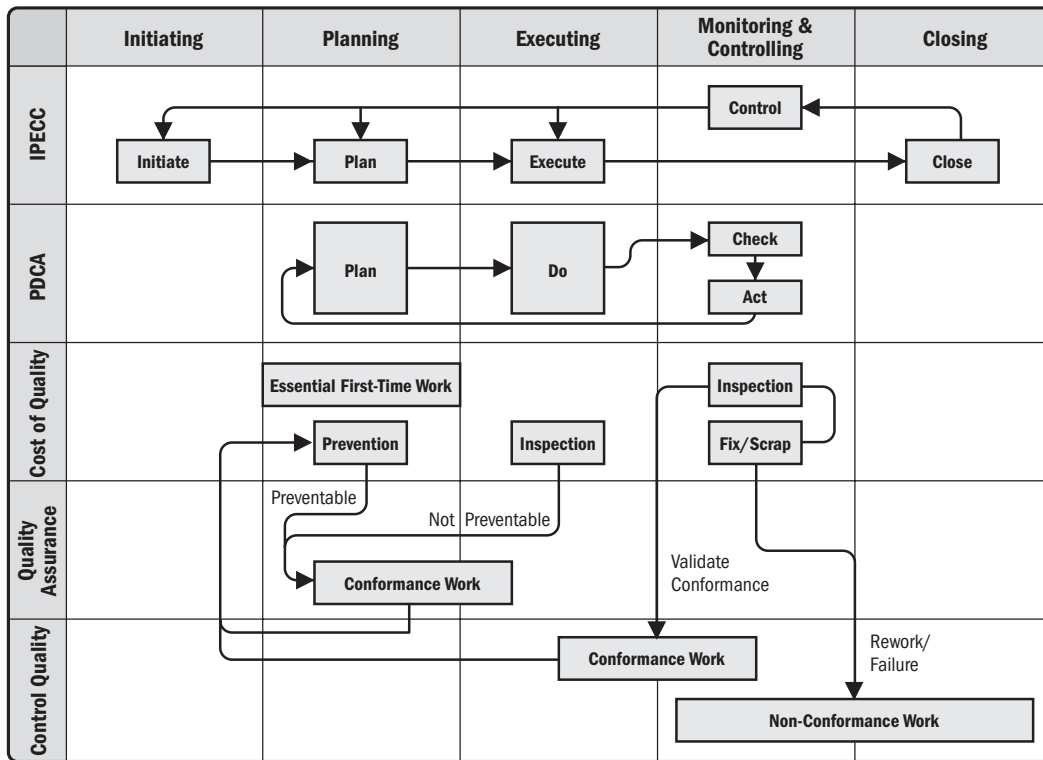 Initiating
Planning
Executing
Monitoring &
Controlling
Closing
IPECC
Control
Initiate
Plan
Execute
Close
PDCA
Plan
Do
Check
Act
Cost of Quality
Essential First-Time Work
Inspection
Prevention
Inspection
Fix/Scrap
Quality
Assurance
Preventable
Not Preventable
Conformance Work
Validate
Conformance
Control Quality
Conformance Work
Rework/
Failure
Non-Conformance Work